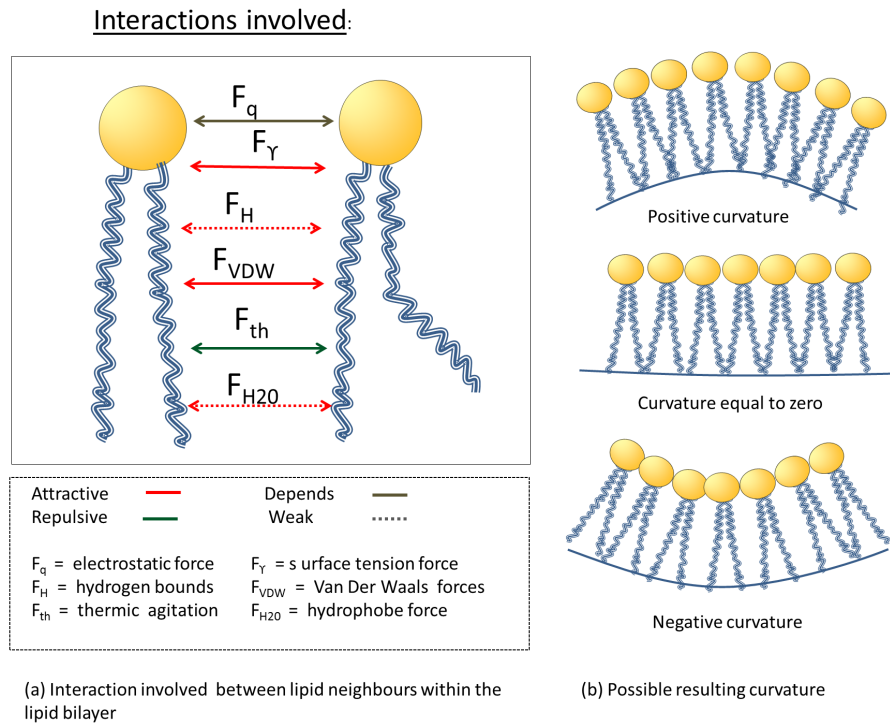 Interactions involved:
Fq
Fϒ
FH
FVDW
Fth
FH20
Attractive
Depends
Repulsive
Weak
Fq = electrostatic force
Fϒ = s urface tension force
FH = hydrogen bounds
FVDW = Van Der Waals forces
Fth = thermic agitation
FH20 = hydrophobe force
(a) Interaction involved between lipid neighbours within the
lipid bilayer
Positive curvature
Curvature equal to zero
Negative curvature
(b) Possible resulting curvature